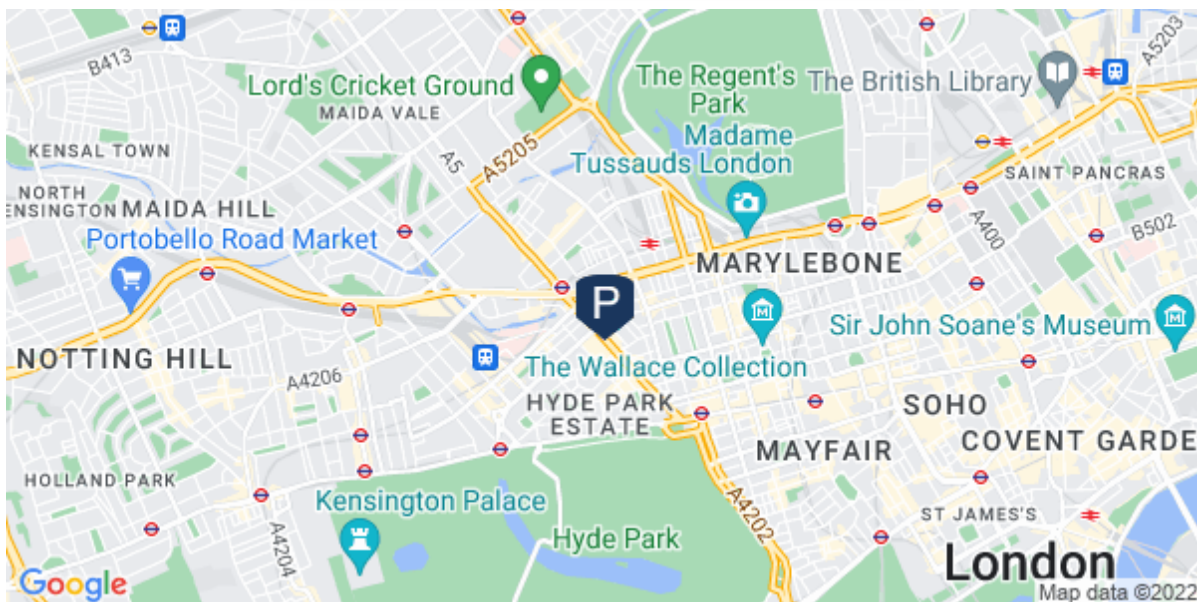 B413
Lord's Cricket Ground
MAIDA VALE
The Regent's
Park
The British Library
A5203
KENSAL TOWN
A5
A5205
Madame
Tussauds London
SAINT PANCRAS
NORTH
ENSINGTON
MAIDA HILL
A400
B502
Portobello Road Market
MARYLEBONE
P
Sir John Soane's Museum
NOTTING HILL
A4206
The Wallace Collection
HYDE PARK
ESTATE
SOHO
MAYFAIR
COVENT GARDE
HOLLAND PARK
Kensington Palace
A4204
Hyde Park
A4202
ST JAMES'S
London
Google
Map data ©2022